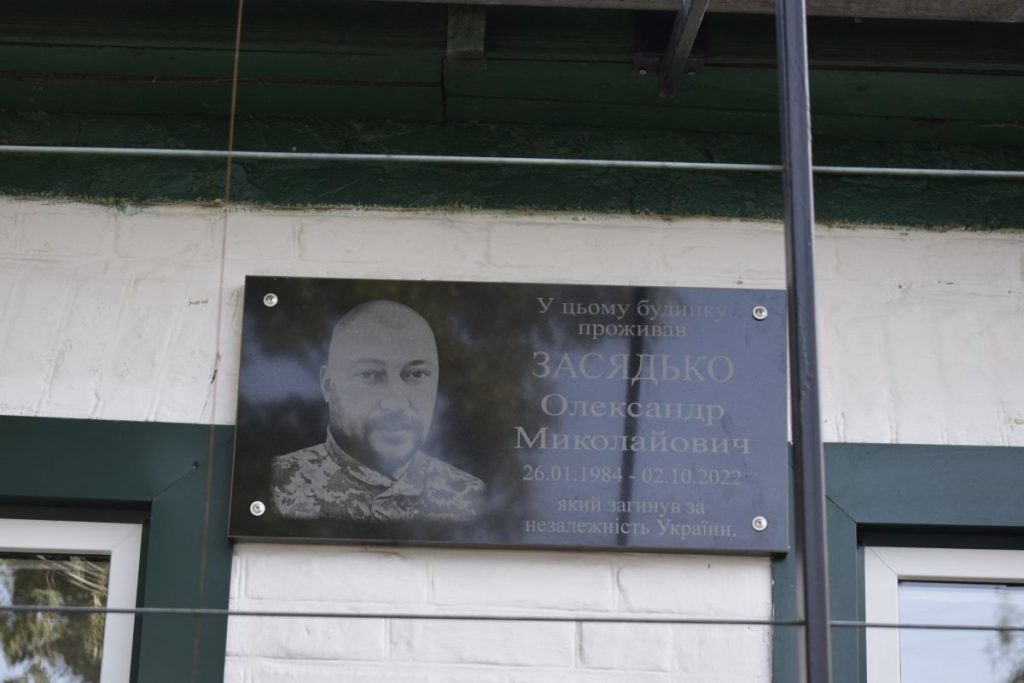 У цьому будинку
проживав
ЗАСЯДЬКО
Олександр
Миколайович
26.01.1984 - 02.10.2022
який загинув за
незалежність України.